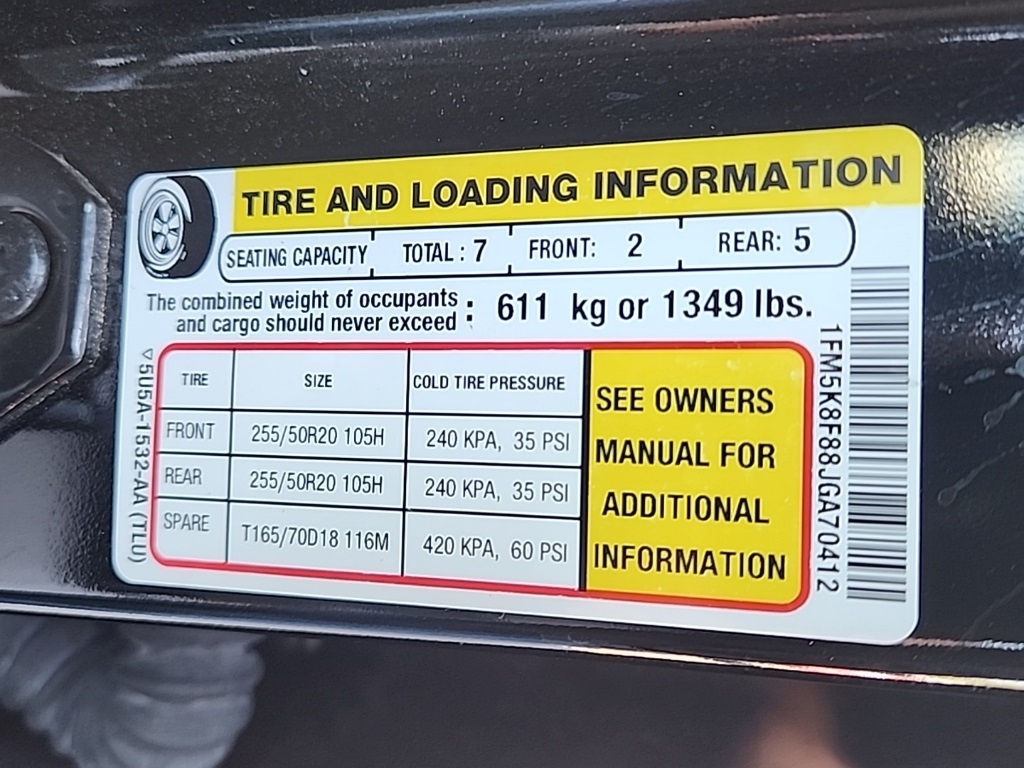 TIRE AND LOADING INFORMATION
SEATING CAPACITY TOTAL: 7 FRONT: 2 REAR: 5
The combined weight of occupants
and cargo should never exceed : 611 kg or 1349 lbs.
TIRE SIZE COLD TIRE PRESSURE
FRONT 255/50R20 105H 240 KPA, 35 PSI
REAR 255/50R20 105H 240 KPA, 35 PSI
SPARE T165/70D18 116M 420 KPA, 60 PSI
SEE OWNERS
MANUAL FOR
ADDITIONAL
INFORMATION
▽5U5A-1532-AA (TLU)
1FM5K8F88JGA70412